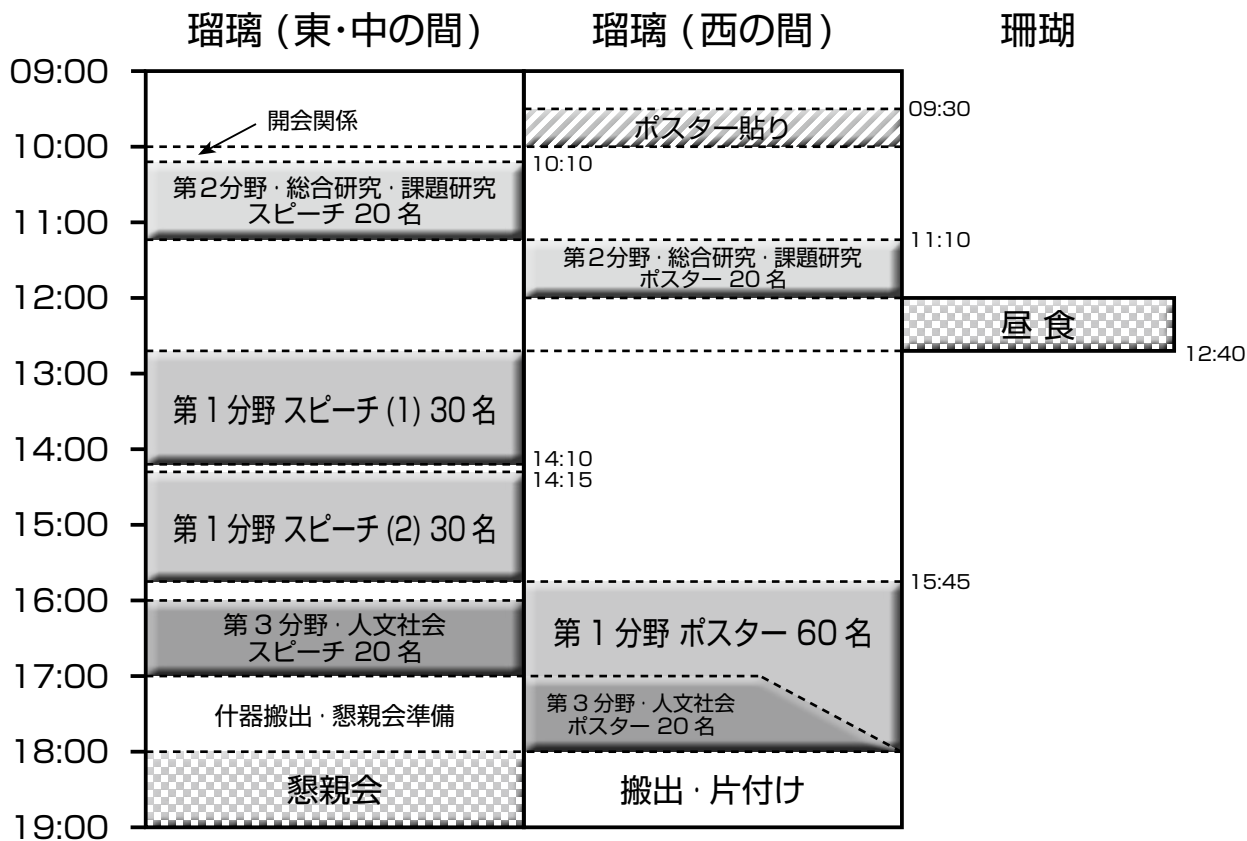 瑠璃 (東・中の間)
瑠璃 (西の間)
珊瑚
09:00
開会関係
ポスター貼り
09:30
10:00
10:10
第2分野・総合研究・課題研究
スピーチ 20 名
11:00
11:10
第2分野・総合研究・課題研究
ポスター 20 名
12:00
昼 食
12:40
13:00
第 1 分野 スピーチ (1) 30 名
14:00
14:10
14:15
15:00
第 1 分野 スピーチ (2) 30 名
15:45
16:00
第 3 分野・人文社会
スピーチ 20 名
第 1 分野 ポスター 60 名
17:00
什器搬出・懇親会準備
第 3 分野・人文社会
ポスター 20 名
18:00
懇親会
搬出・片付け
19:00